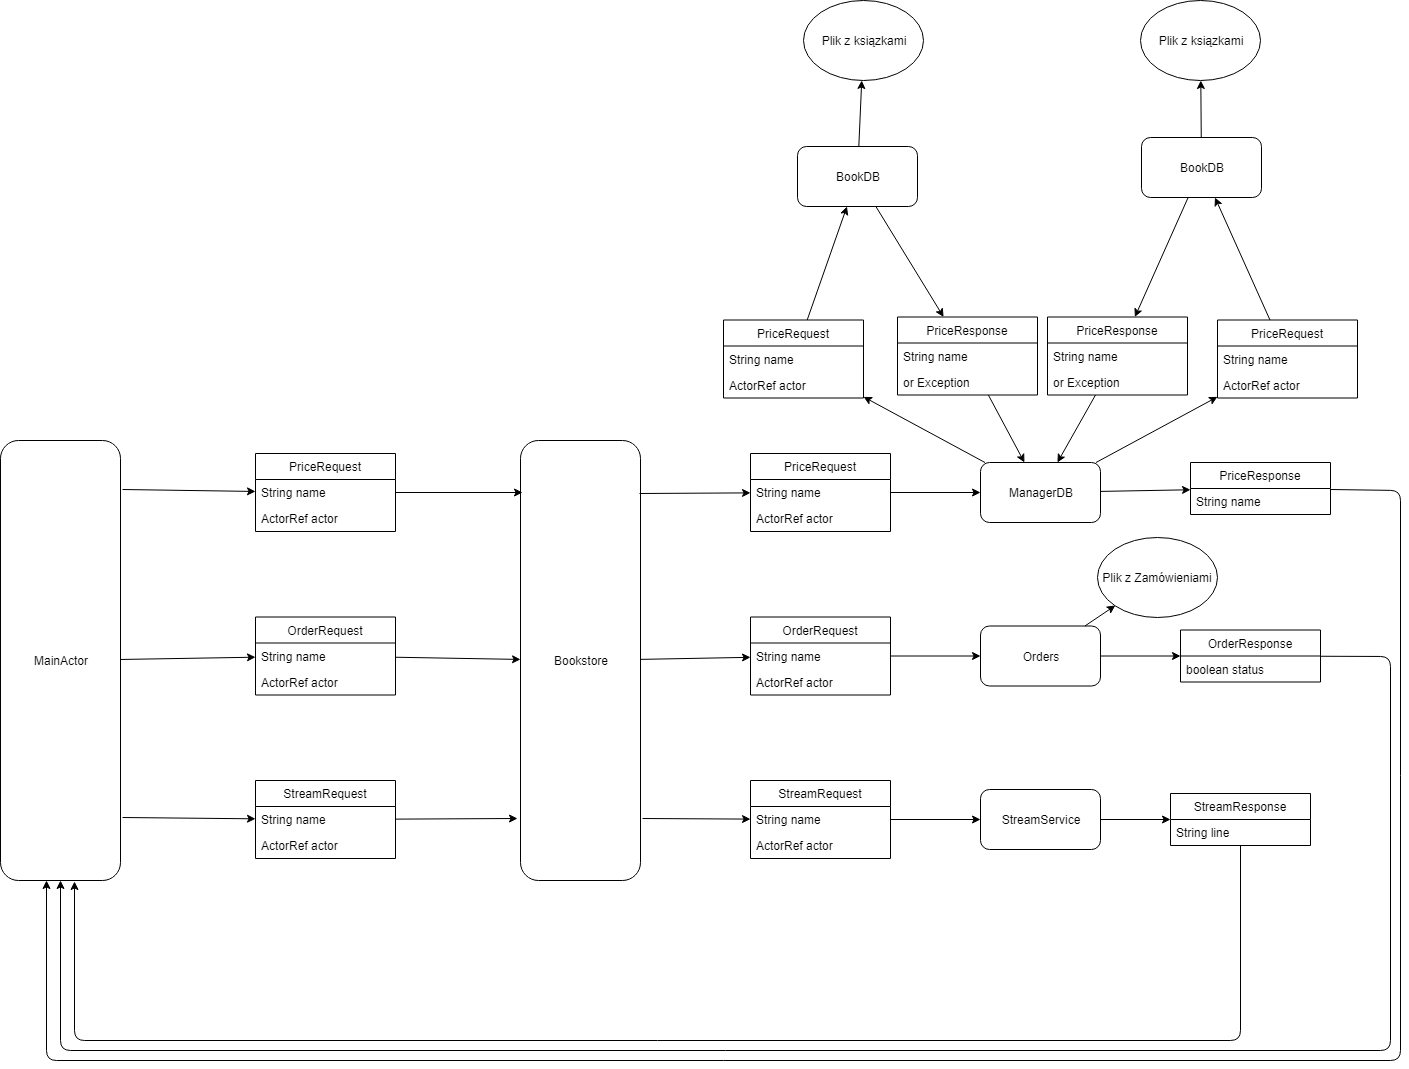 Plik z książkami
Plik z książkami
BookDB
BookDB
PriceRequest
String name
ActorRef actor
PriceResponse
String name
or Exception
PriceResponse
String name
or Exception
PriceRequest
String name
ActorRef actor
MainActor
PriceRequest
String name
ActorRef actor
OrderRequest
String name
ActorRef actor
StreamRequest
String name
ActorRef actor
Bookstore
PriceRequest
String name
ActorRef actor
ManagerDB
PriceResponse
String name
Plik z Zamówieniami
OrderRequest
String name
ActorRef actor
Orders
OrderResponse
boolean status
StreamRequest
String name
ActorRef actor
StreamService
StreamResponse
String line